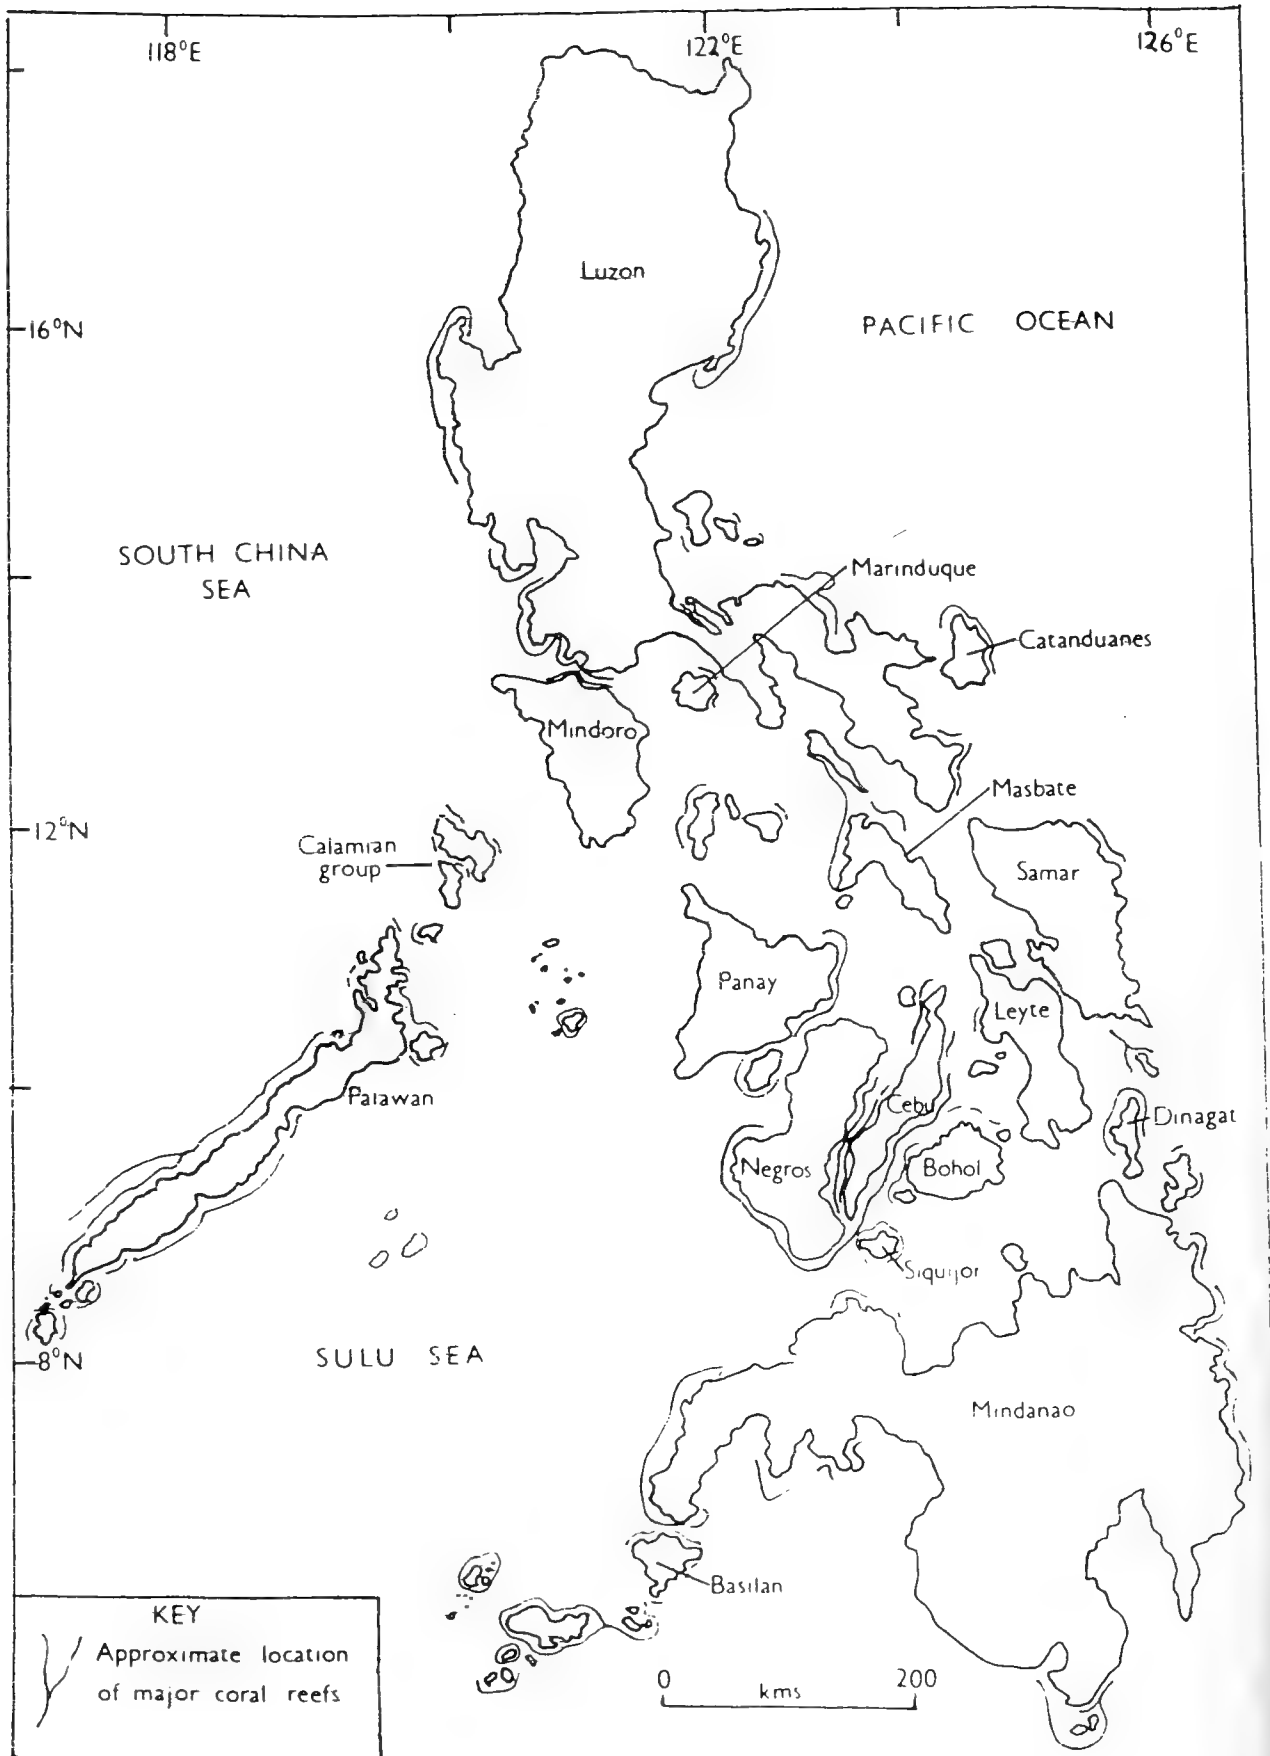 118°E
122°E
126°E
Luzon
16°N
PACIFIC OCEAN
SOUTH CHINA
SEA
Marinduque
Catanduanes
Mindoro
Masbate
12°N
Calamian
group
Samar
Panay
Leyte
Palawan
Cebu
Dinagat
Negros
Bohol
Siquijor
8°N
SULU SEA
Mindanao
Basilan
KEY
Approximate location
of major coral reefs
0
200
kms